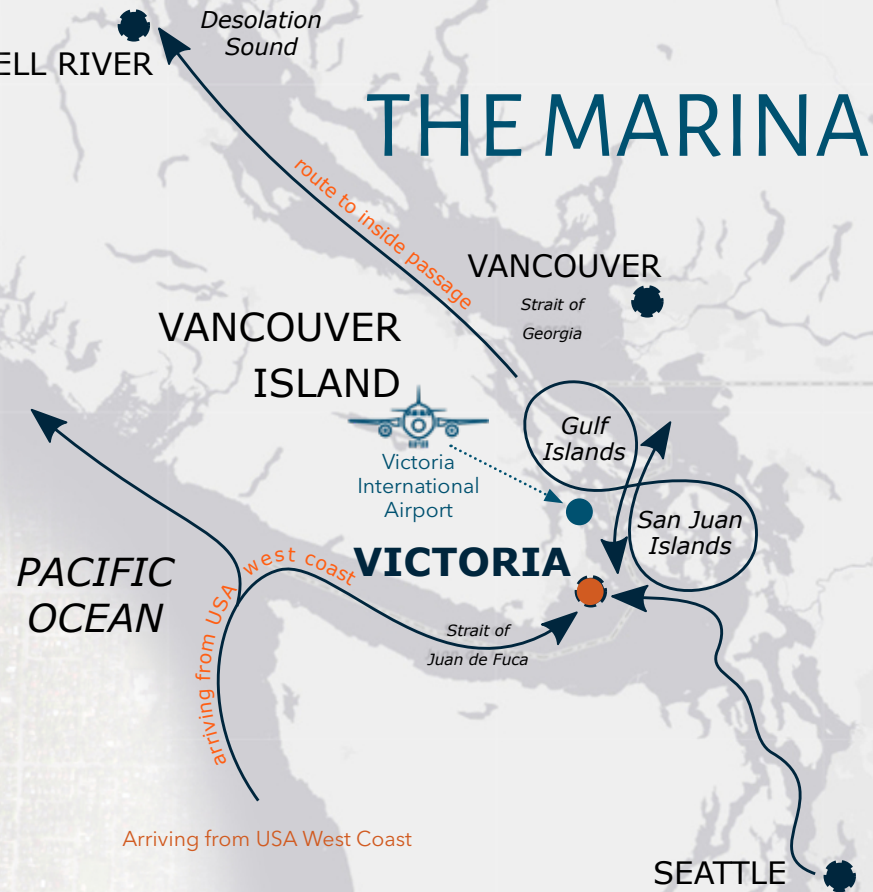 Desolation
Sound
ELL RIVER
THE MARINA
route to inside passage
VANCOUVER
Strait of
Georgia
VANCOUVER
ISLAND
Gulf
Islands
Victoria
International
Airport
San Juan
Islands
VICTORIA
PACIFIC
OCEAN
arriving from USA west coast
Strait of
Juan de Fuca
Arriving from USA West Coast
SEATTLE